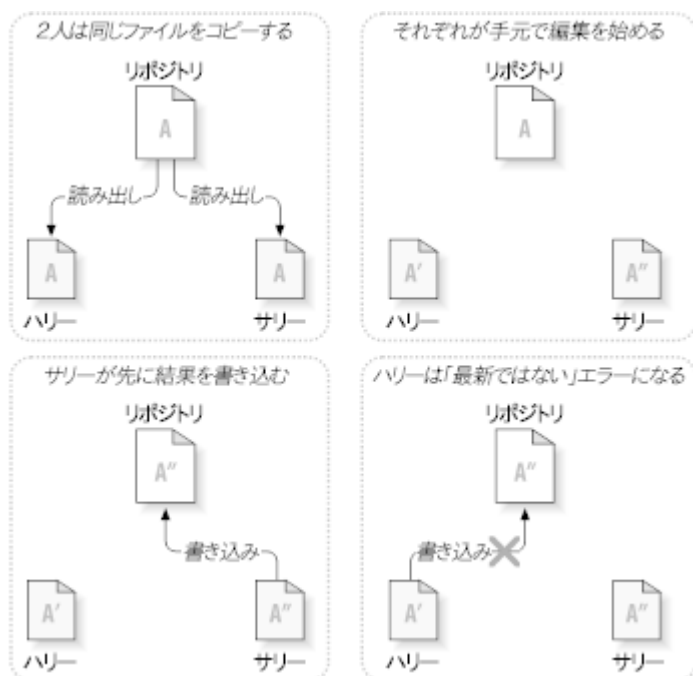 2人は同じファイルをコピーする
リポジトリ
A
読み出し
読み出し
A
A
ハリー
サリー
それぞれが手元で編集を始める
リポジトリ
A
A′
A″
ハリー
サリー
サリーが先に結果を書き込む
リポジトリ
A″
書き込み
A′
A″
ハリー
サリー
ハリーは「最新ではない」エラーになる
リポジトリ
A″
書き込み
A′
A″
ハリー
サリー